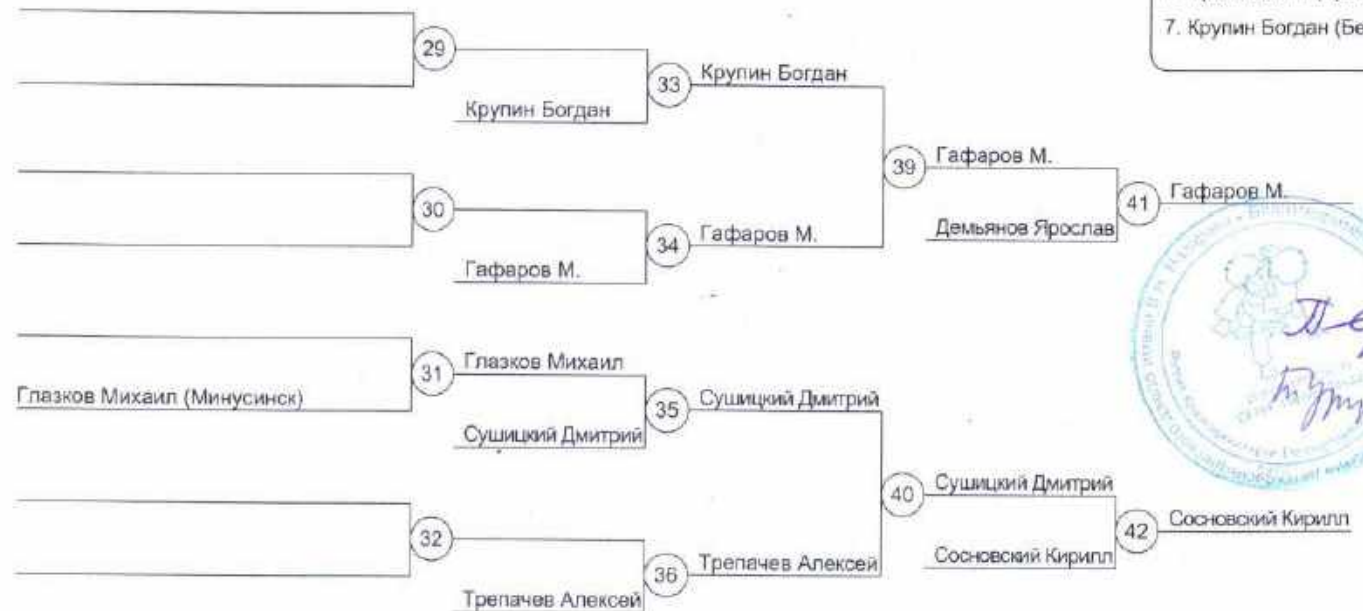 7. Крупин Богдан (Бе
29
33
Крупин Богдан
Крупин Богдан
39
Гафаров М.
30
34
Гафаров М.
Гафаров М.
41
Гафаров М.
Демьянов Ярослав
31
Глазков Михаил
Глазков Михаил (Минусинск)
35
Сушицкий Дмитрий
Сушицкий Дмитрий
40
Сушицкий Дмитрий
42
Сосновский Кирилл
Сосновский Кирилл
32
36
Трепачев Алексей
Трепачев Алексей